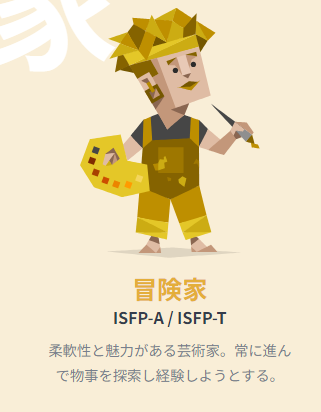 家
冒険家
ISFP-A / ISFP-T
柔軟性と魅力がある芸術家。常に進ん
で物事を探索し経験しようとする。